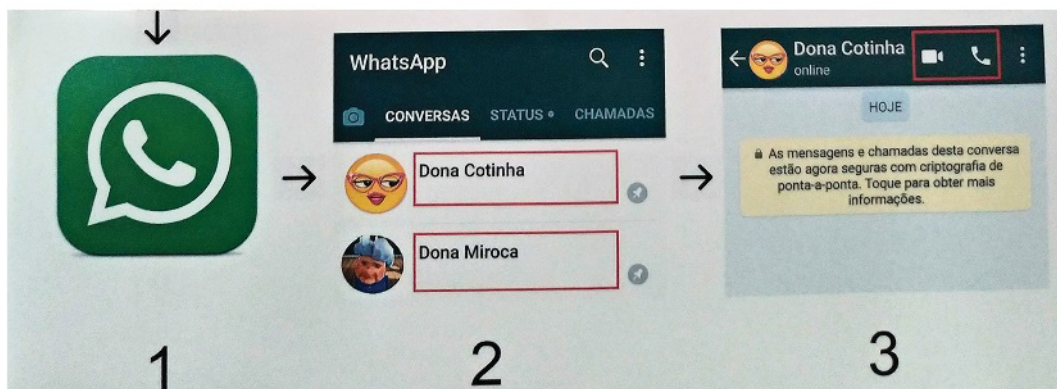 WhatsApp
CONVERSAS STATUS CHAMADAS
Dona Cotinha
Dona Miroca
Dona Cotinha
online
HOJE
As mensagens e chamadas desta conversa
estão agora seguras com criptografia de
ponta-a-ponta. Toque para obter mais
informações.
1 2 3